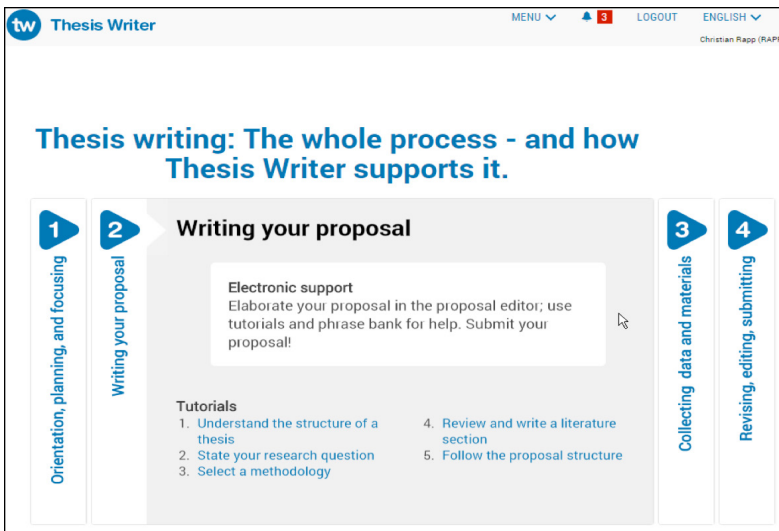 tw Thesis Writer
MENU 3 LOGOUT ENGLISH
Christian Rapp (RAPP
Thesis writing: The whole process - and how
Thesis Writer supports it.
1
Orientation, planning, and focusing
2
Writing your proposal
Writing your proposal
Electronic support
Elaborate your proposal in the proposal editor; use
tutorials and phrase bank for help. Submit your
proposal!
Tutorials
1. Understand the structure of a
thesis
2. State your research question
3. Select a methodology
4. Review and write a literature
section
5. Follow the proposal structure
3
Collecting data and materials
4
Revising, editing, submitting